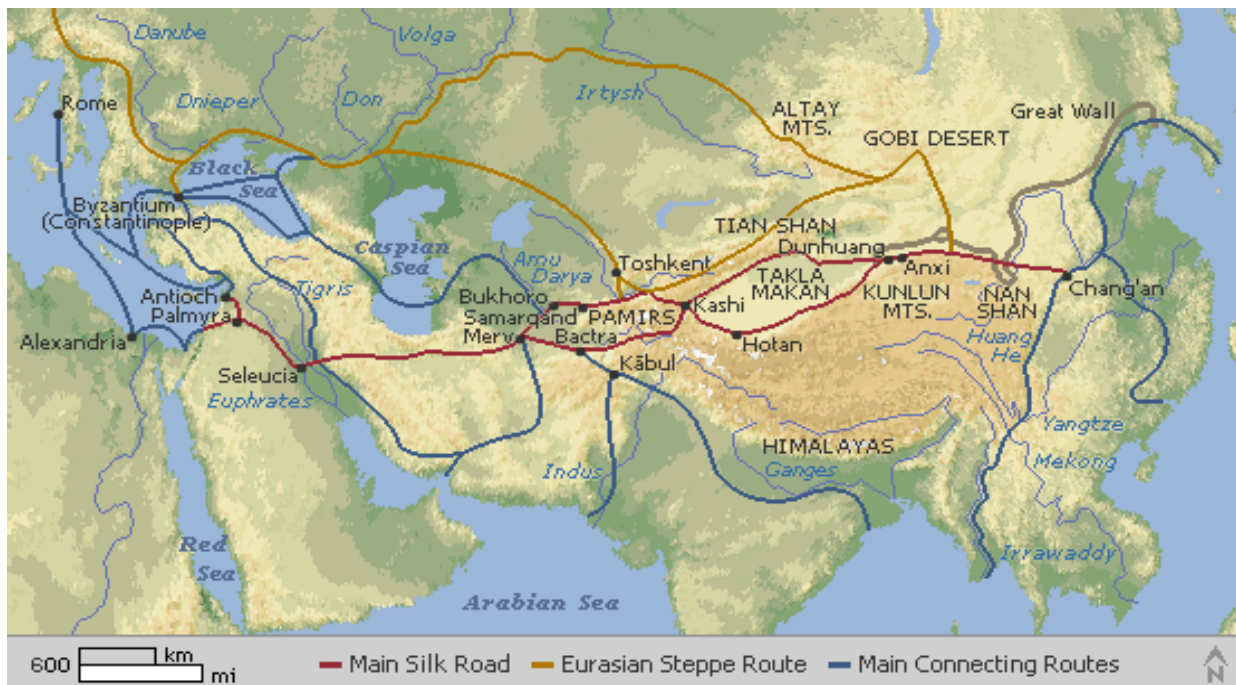 Danube
Volga
Rome
Dnieper
Don
Irtysh
ALTAY
MTS.
Great Wall
GOBI DESERT
Black
Sea
Byzantium
(Constantinople)
Caspian
Sea
TIAN SHAN
Dunhuang
Toshkent
Amu
Darya
Anxi
TAKLA
MAKAN
KUNLUN
MTS.
NAN
SHAN
Chang'an
Tigris
Antioch
Palmyra
Bukhoro
Samarqand
PAMIRS
Kashi
Merv
Bactra
Hotan
Huang
He
Alexandria
Seleucia
Kābul
Euphrates
Yangtze
HIMALAYAS
Indus
Ganges
Mekong
Red
Sea
Irrawaddy
Arabian Sea
600
km
mi
Main Silk Road
Eurasian Steppe Route
Main Connecting Routes
N